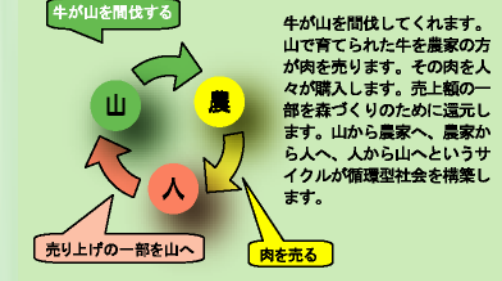 牛が山を間伐する
山
農
人
売り上げの一部を山へ
肉を売る
牛が山を間伐してくれます。
山で育てられた牛を農家の方
が肉を売ります。その肉を人
々が購入します。売上額の一
部を森づくりのために還元し
ます。山から農家へ、農家か
ら人へ、人から山へというサ
イクルが循環型社会を構築し
ます。